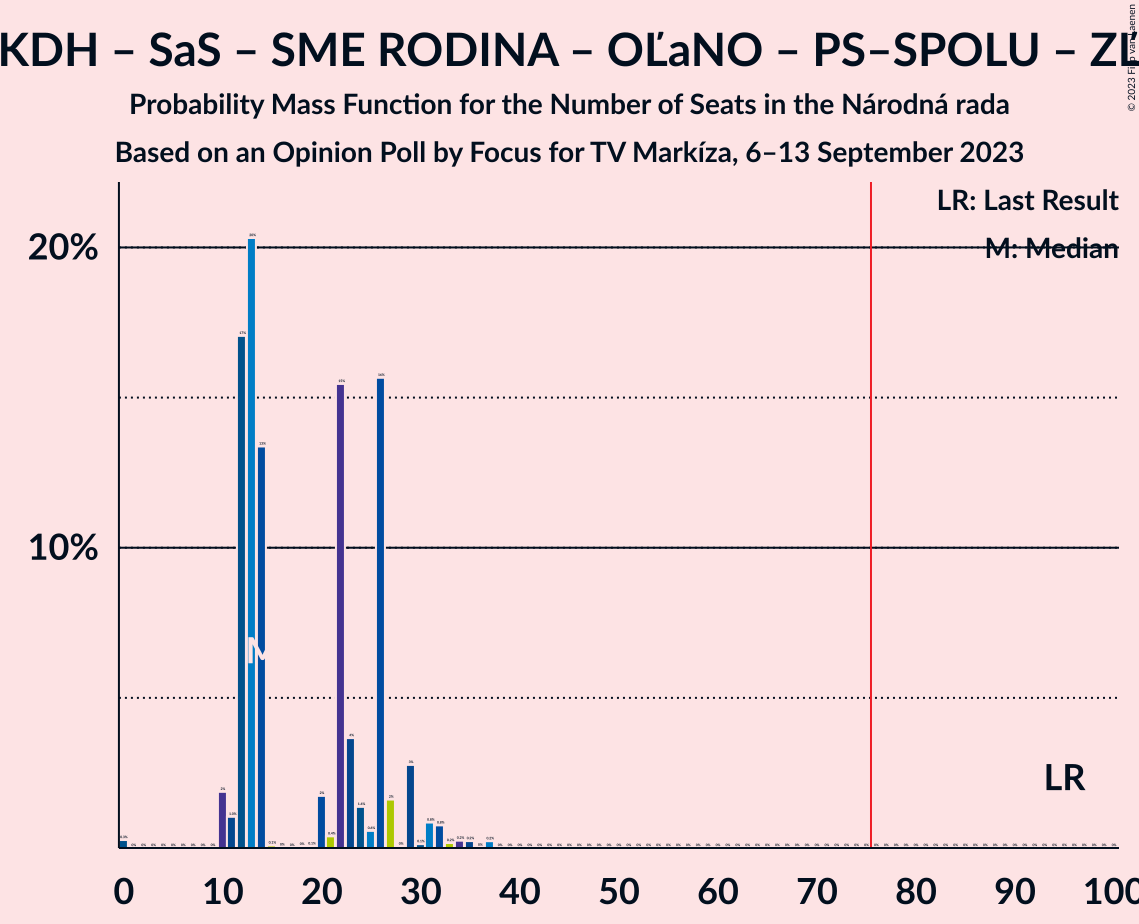 KDH – SaS – SME RODINA – OĽaNO – PS–SPOLU – ZĽ
Probability Mass Function for the Number of Seats in the Národná rada
Based on an Opinion Poll by Focus for TV Markíza, 6–13 September 2023
LR: Last Result
M: Median
20%
10%
M
LR
0 10 20 30 40 50 60 70 80 90 100
© 2023 Filip van Laenen